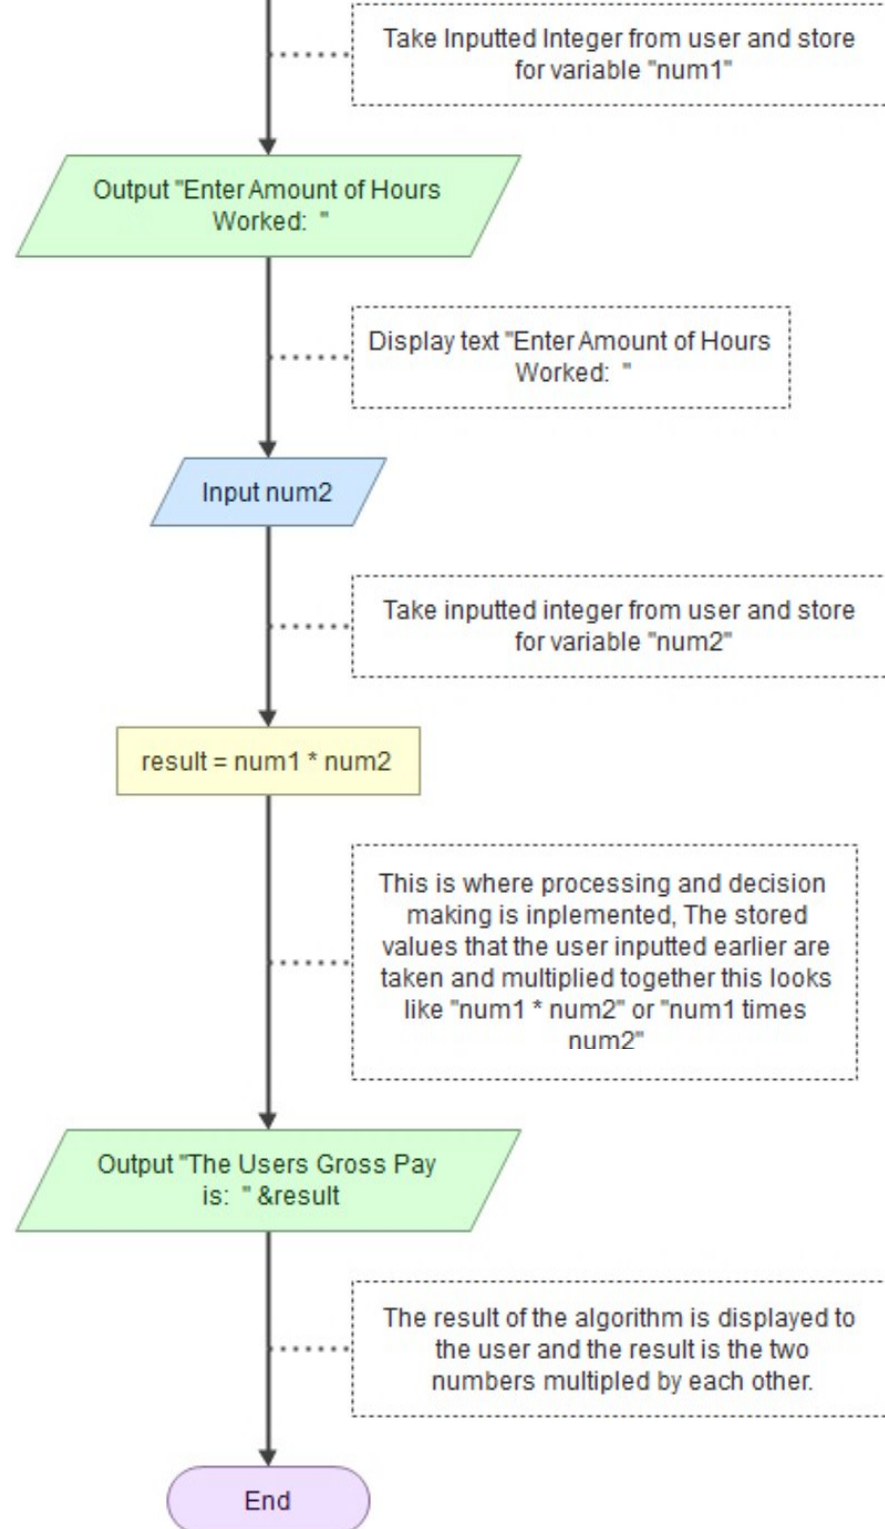 Take Inputted Integer from user and store
for variable "num1"
Output "Enter Amount of Hours
Worked:  "
Display text "Enter Amount of Hours
Worked:  "
Input num2
Take inputted integer from user and store
for variable "num2"
result = num1 * num2
This is where processing and decision
making is inplemented, The stored
values that the user inputted earlier are
taken and multiplied together this looks
like "num1 * num2" or "num1 times
num2"
Output "The Users Gross Pay
is:  " &result
The result of the algorithm is displayed to
the user and the result is the two
numbers multipled by each other.
End